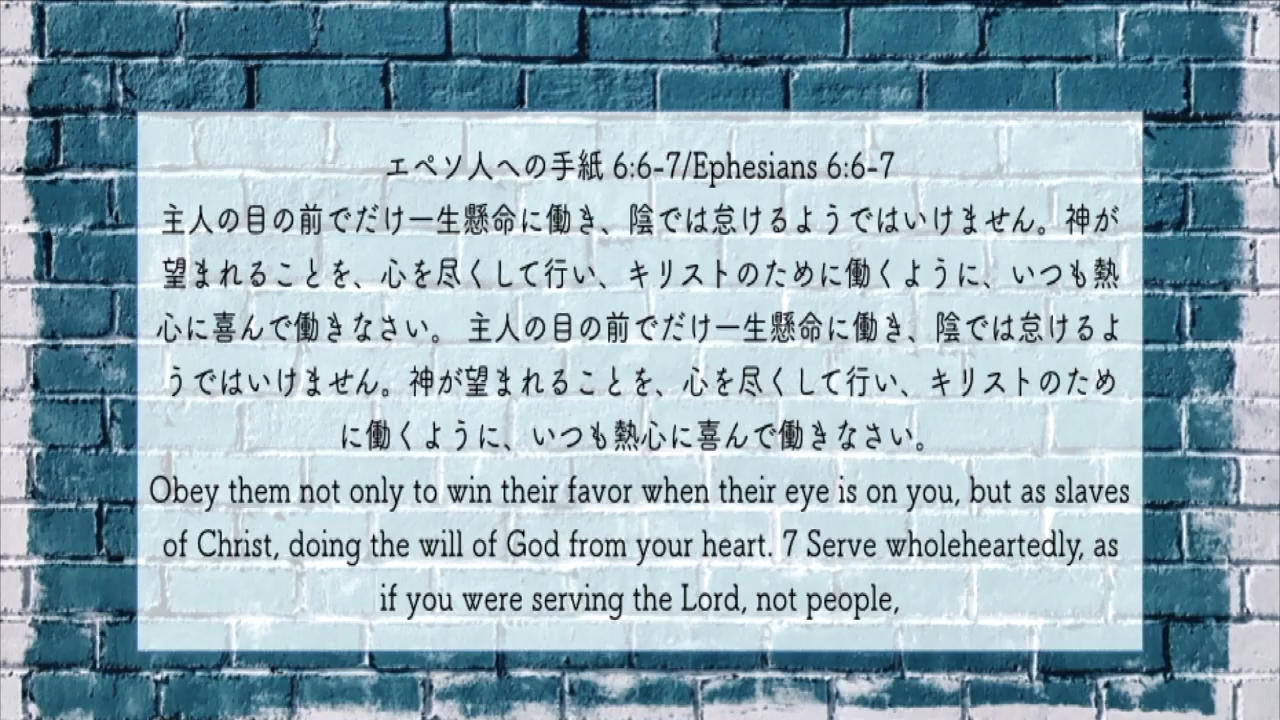 エペソ人への手紙 6:6-7/Ephesians 6:6-7
主人の目の前でだけ一生懸命に働き、陰では怠けるようではいけません。神が
望まれることを、心を尽くして行い、キリストのために働くように、いつも熱
心に喜んで働きなさい。 主人の目の前でだけ一生懸命に働き、陰では怠けるよ
うではいけません。神が望まれることを、心を尽くして行い、キリストのため
に働くように、いつも熱心に喜んで働きなさい。
Obey them not only to win their favor when their eye is on you, but as slaves
of Christ, doing the will of God from your heart. 7 Serve wholeheartedly, as
if you were serving the Lord, not people,